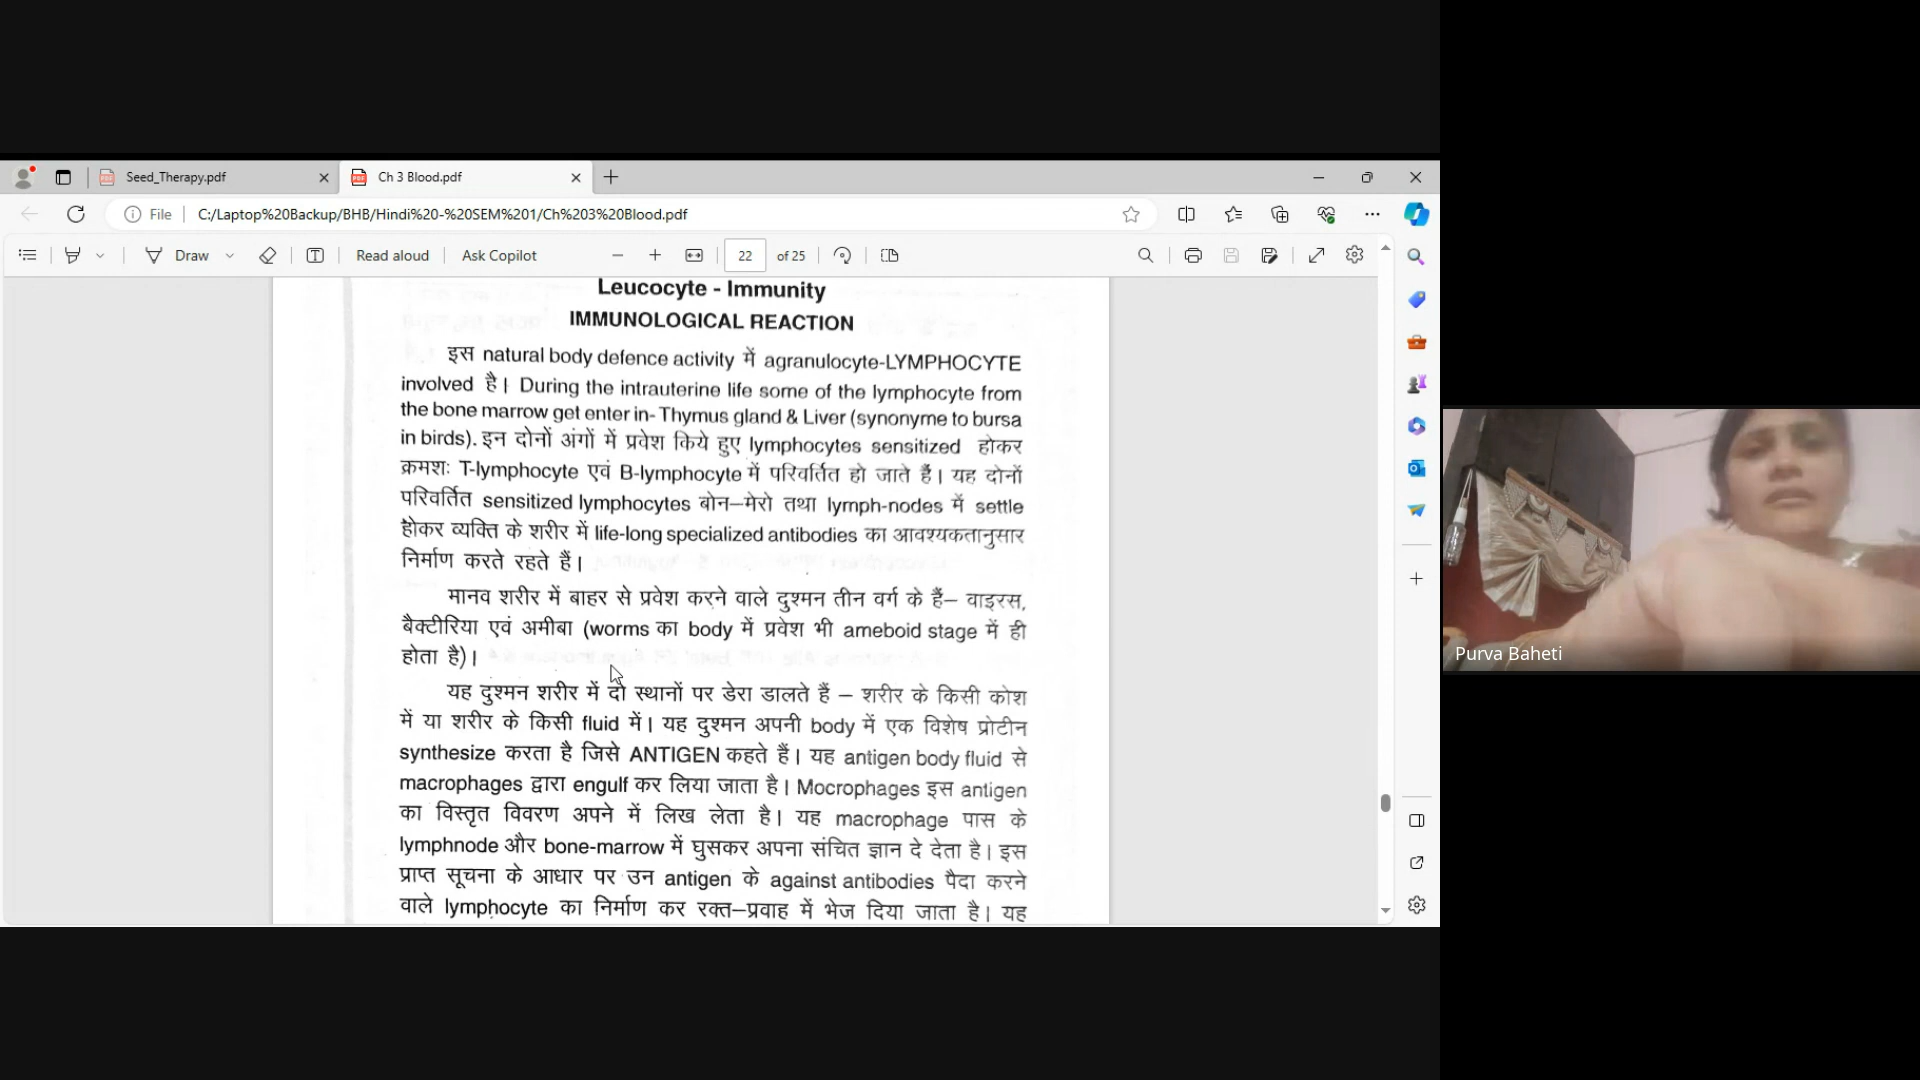 Seed_Therapy.pdf
Ch 3 Blood.pdf
File
C:/Laptop%20Backup/BHB/Hindi%20-%20SEM%201/Ch%203%20Blood.pdf
Draw
Read aloud
Ask Copilot
22 of 25
Leucocyte - Immunity
IMMUNOLOGICAL REACTION
इस natural body defence activity में agranulocyte-LYMPHOCYTE
involved है। During the intrauterine life some of the lymphocyte from
the bone marrow get enter in- Thymus gland & Liver (synonyme to bursa
in birds). इन दोनों अंगों में प्रवेश किये हुए lymphocytes sensitized होकर
क्रमशः T-lymphocyte एवं B-lymphocyte में परिवर्तित हो जाते हैं। यह दोनों
परिवर्तित sensitized lymphocytes बोन–मेरो तथा lymph-nodes में settle
होकर व्यक्ति के शरीर में life-long specialized antibodies का आवश्यकतानुसार
निर्माण करते रहते हैं।
मानव शरीर में बाहर से प्रवेश करने वाले दुश्मन तीन वर्ग के हैं– वाइरस,
बैक्टीरिया एवं अमीबा (worms का body में प्रवेश भी ameboid stage में ही
होता है)।
यह दुश्मन शरीर में दो स्थानों पर डेरा डालते हैं – शरीर के किसी कोश
में या शरीर के किसी fluid में। यह दुश्मन अपनी body में एक विशेष प्रोटीन
synthesize करता है जिसे ANTIGEN कहते हैं। यह antigen body fluid से
macrophages द्वारा engulf कर लिया जाता है। Mocrophages इस antigen
का विस्तृत विवरण अपने में लिख लेता है। यह macrophage पास के
lymphnode और bone-marrow में घुसकर अपना संचित ज्ञान दे देता है। इस
प्राप्त सूचना के आधार पर उन antigen के against antibodies पैदा करने
वाले lymphocyte का निर्माण कर रक्त–प्रवाह में भेज दिया जाता है। यह
Purva Baheti